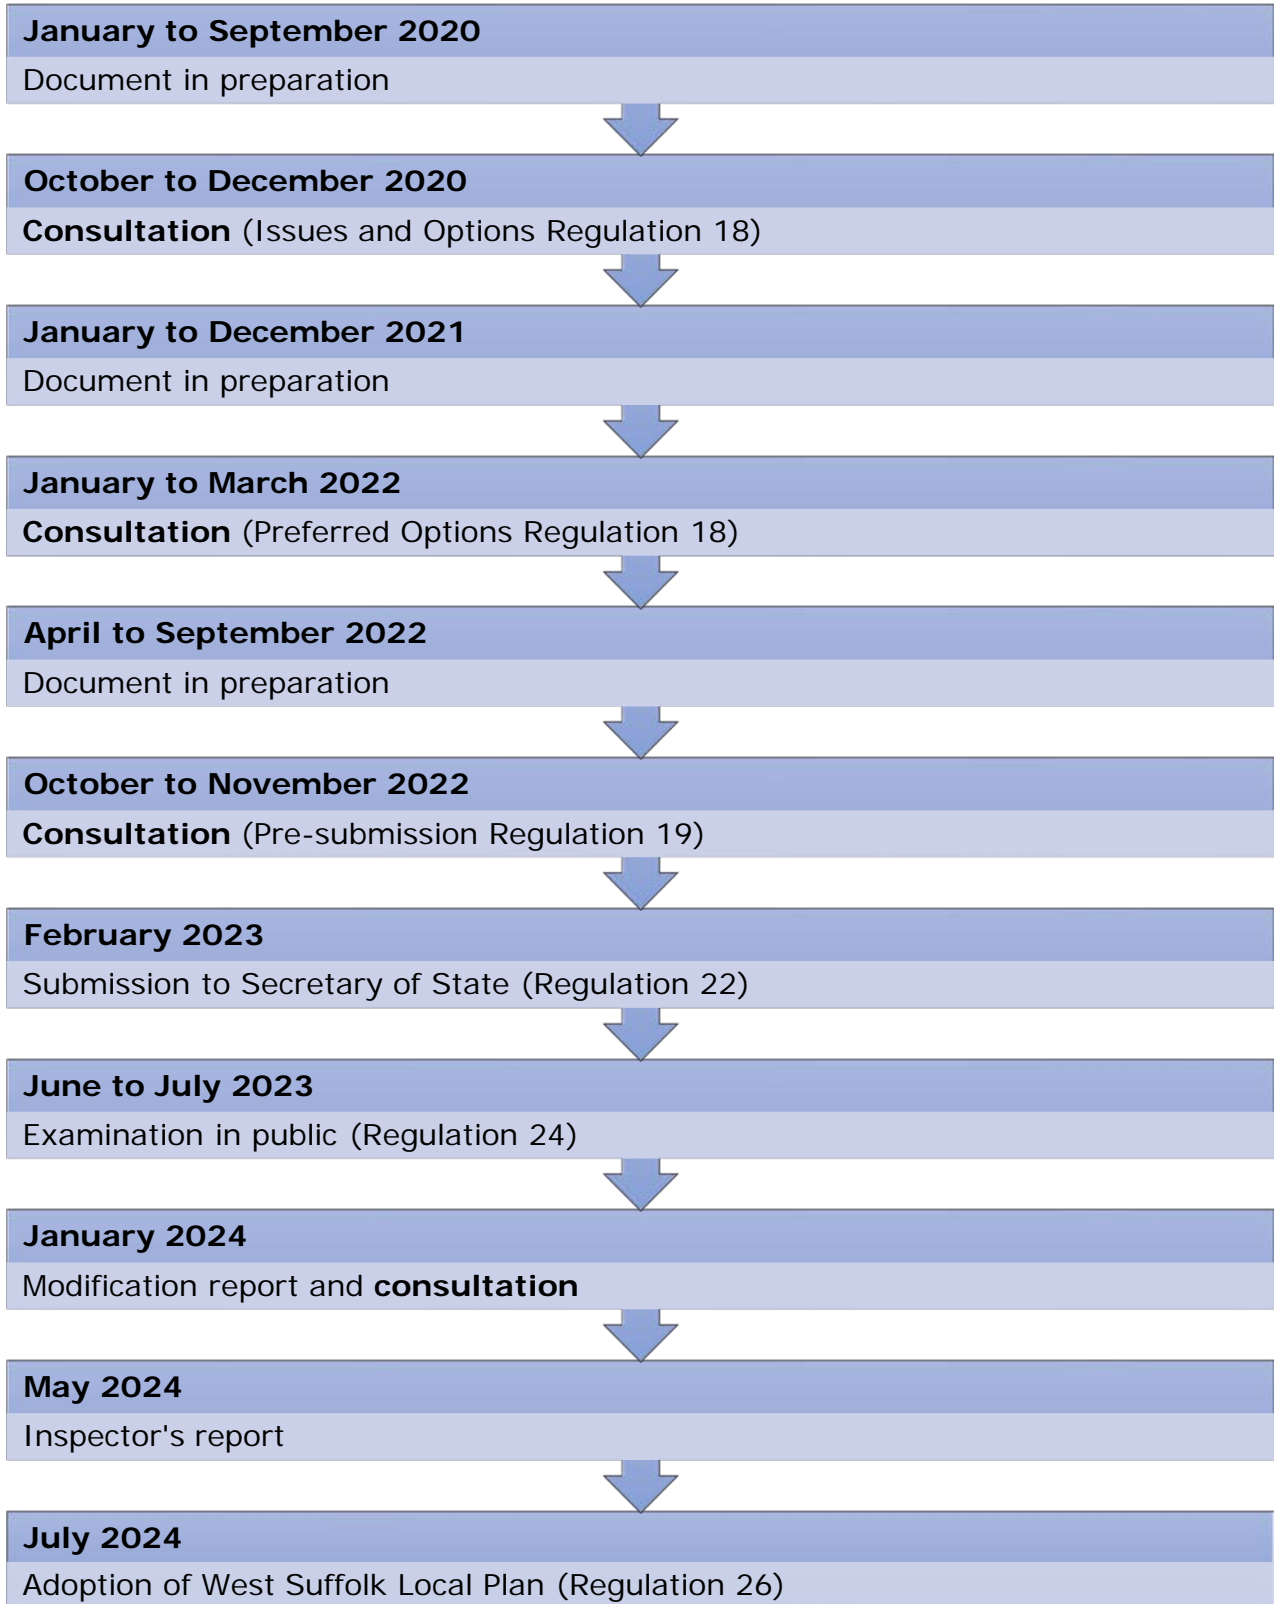 January to September 2020
Document in preparation
October to December 2020
Consultation (Issues and Options Regulation 18)
January to December 2021
Document in preparation
January to March 2022
Consultation (Preferred Options Regulation 18)
April to September 2022
Document in preparation
October to November 2022
Consultation (Pre-submission Regulation 19)
February 2023
Submission to Secretary of State (Regulation 22)
June to July 2023
Examination in public (Regulation 24)
January 2024
Modification report and consultation
May 2024
Inspector's report
July 2024
Adoption of West Suffolk Local Plan (Regulation 26)